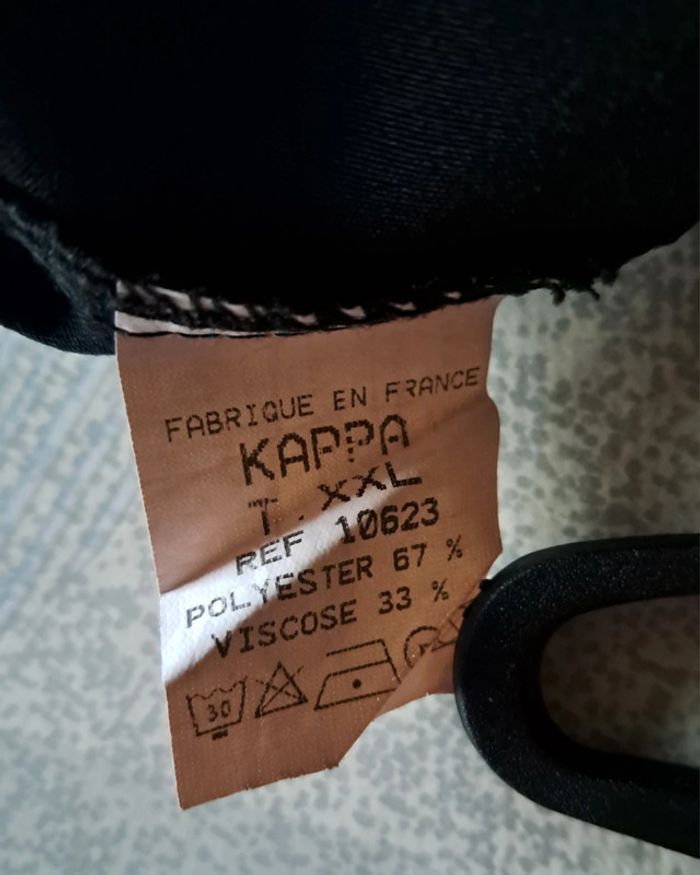 FABRIQUE EN FRANCE
KAPPA
T. XXL
REF 10623
POLYESTER 67 %
VISCOSE 33 %
30